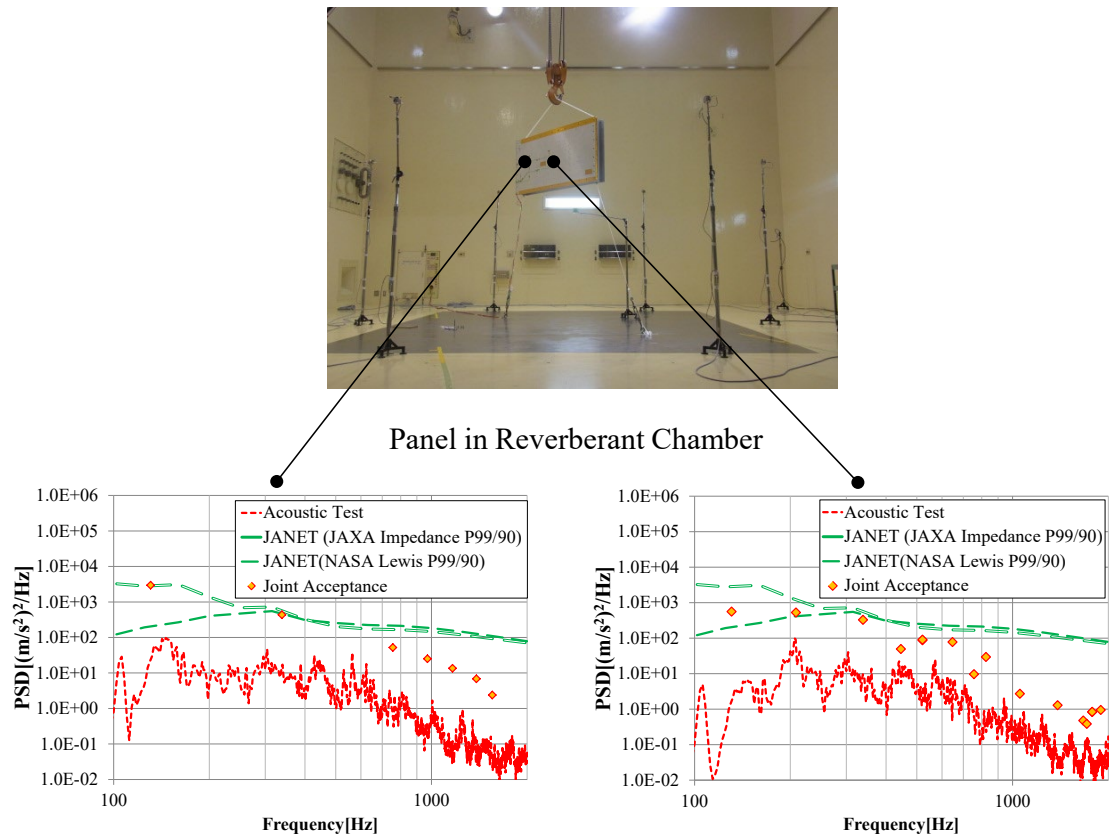 Panel in Reverberant Chamber
1.0E+06
1.0E+05
1.0E+04
1.0E+03
1.0E+02
1.0E+01
1.0E+00
1.0E-01
1.0E-02
PSD[(m/s²)²/Hz]
Acoustic Test
JANET (JAXA Impedance P99/90)
JANET(NASA Lewis P99/90)
Joint Acceptance
100
1000
Frequency[Hz]
1.0E+06
1.0E+05
1.0E+04
1.0E+03
1.0E+02
1.0E+01
1.0E+00
1.0E-01
1.0E-02
PSD[(m/s²)²/Hz]
Acoustic Test
JANET (JAXA Impedance P99/90)
JANET(NASA Lewis P99/90)
Joint Acceptance
100
1000
Frequency[Hz]